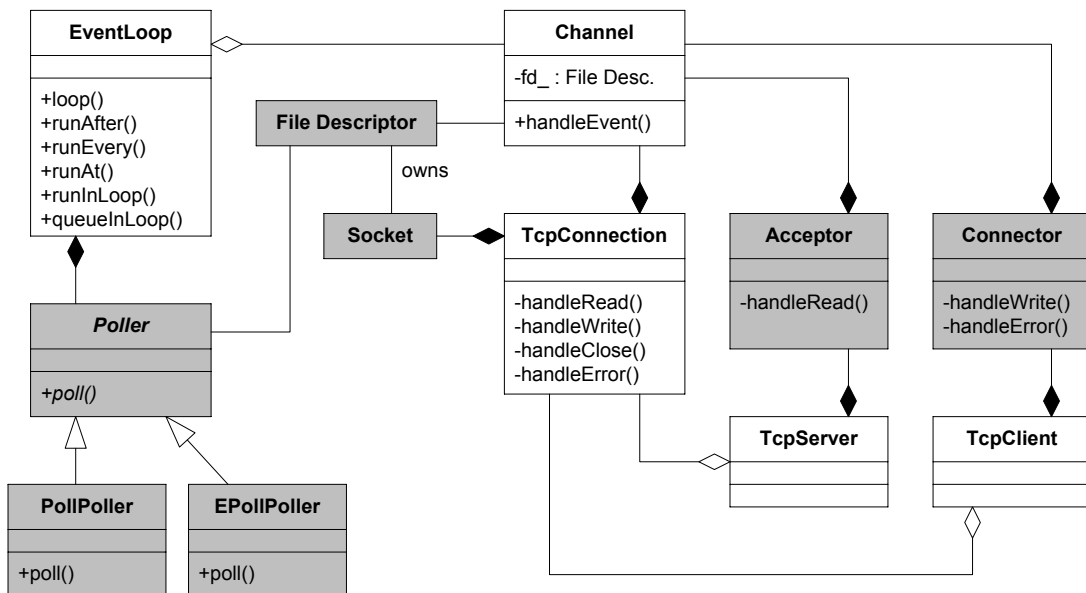 EventLoop
+loop()
+runAfter()
+runEvery()
+runAt()
+runInLoop()
+queueInLoop()
Channel
-fd_ : File Desc.
+handleEvent()
File Descriptor
owns
Socket
TcpConnection
-handleRead()
-handleWrite()
-handleClose()
-handleError()
Acceptor
-handleRead()
Connector
-handleWrite()
-handleError()
Poller
+poll()
TcpServer
TcpClient
PollPoller
+poll()
EPollPoller
+poll()